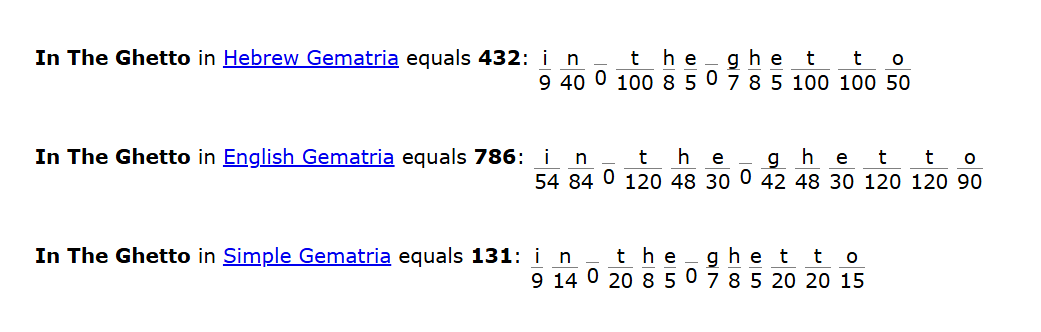 In The Ghetto in Hebrew Gematria equals 432: i n _ t h e _ g h e t t o
9 40 0 100 8 5 0 7 8 5 100 100 50
In The Ghetto in English Gematria equals 786: i n _ t h e _ g h e t t o
54 84 0 120 48 30 0 42 48 30 120 120 90
In The Ghetto in Simple Gematria equals 131: i n _ t h e _ g h e t t o
9 14 0 20 8 5 0 7 8 5 20 20 15